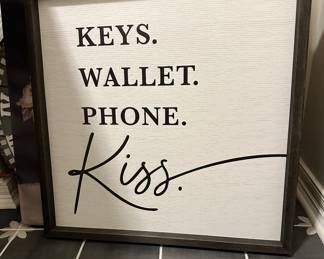 KEYS.
WALLET.
PHONE.
Kiss.